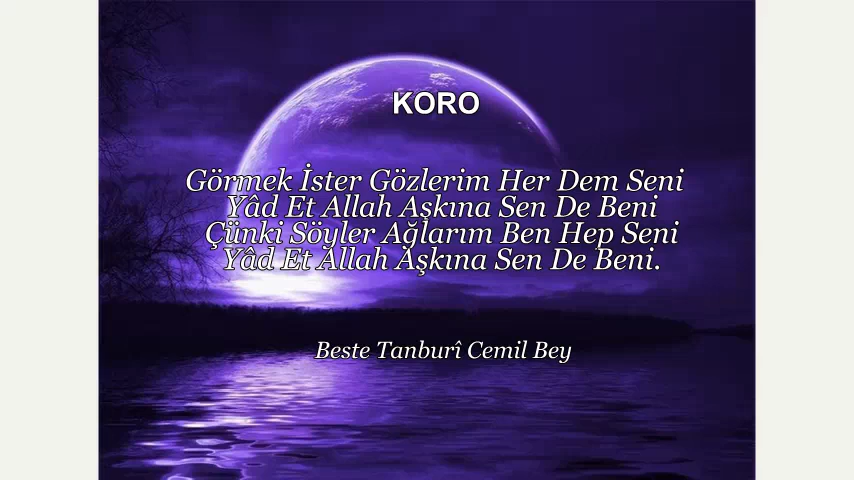 KORO
Görmek İster Gözlerim Her Dem Seni
Yâd Et Allah Aşkına Sen De Beni
Çünki Söyler Ağlarım Ben Hep Seni
Yâd Et Allah Aşkına Sen De Beni.
Beste Tanburî Cemil Bey